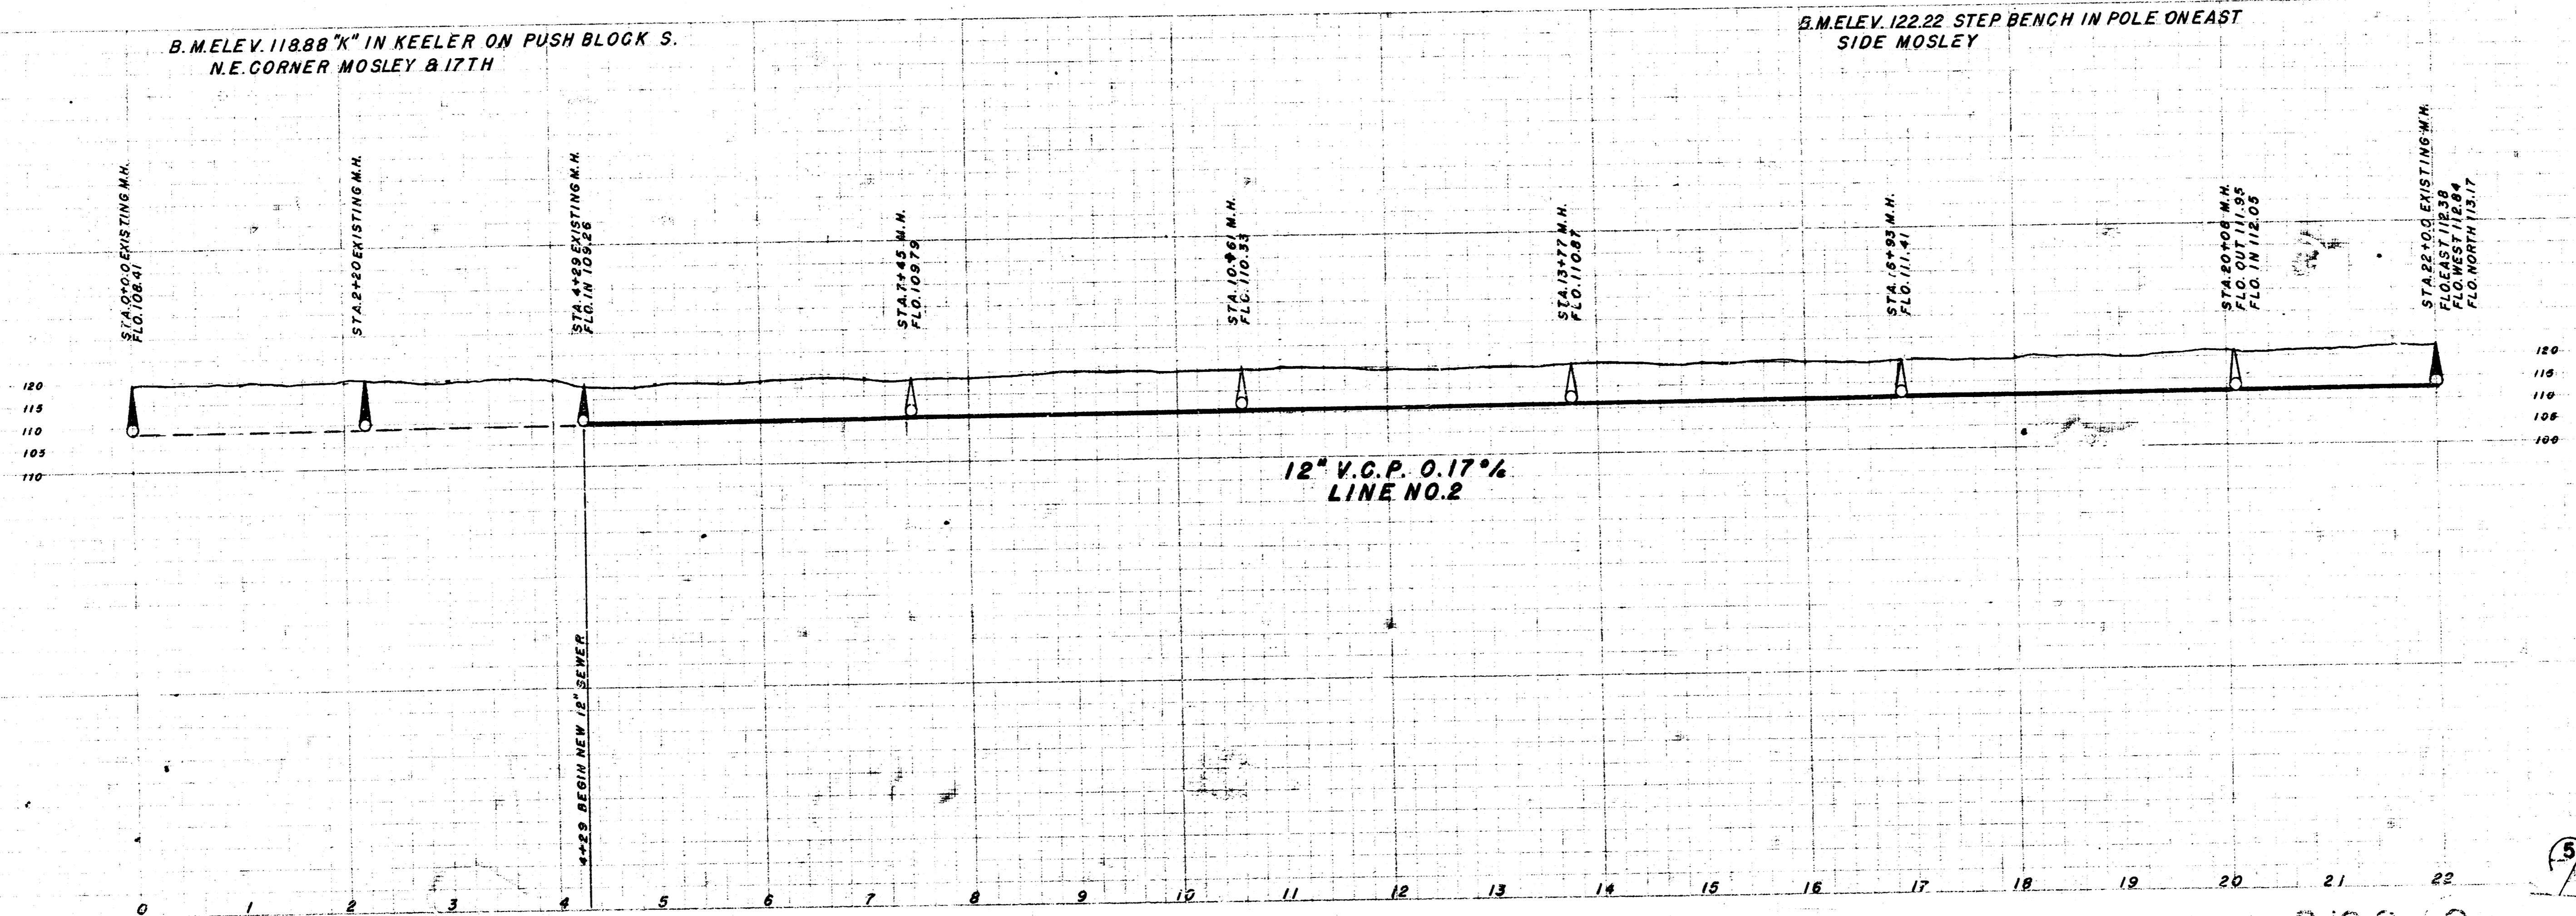 B.M.ELEV. 118.88 "K" IN KEELER ON PUSH BLOCK S.
N.E. CORNER MOSLEY & 17TH
B.M.ELEV. 122.22 STEP BENCH IN POLE ON EAST
SIDE MOSLEY
STA. 0+0.0 EXISTING M.H.
FLO. 108.41
STA. 2+20 EXISTING M.H.
STA. 4+29 EXISTING M.H.
FLO. IN 109.26
STA. 7+45 M.H.
FLO. 109.79
STA. 10+61 M.H.
FLO. 110.33
STA. 13+77 M.H.
FLO. 110.87
STA. 16+93 M.H.
FLO. 111.41
STA. 20+08 M.H.
FLO. OUT 111.95
FLO. IN 112.05
STA. 22+0.0 EXISTING M.H.
FLO. EAST 112.38
FLO. WEST 112.84
FLO. NORTH 113.17
120
115
110
105
110
120
115
110
105
100
12" V.C.P. 0.17%
LINE NO. 2
4+29 BEGIN NEW 12" SEWER
0 1 2 3 4 5 6 7 8 9 10 11 12 13 14 15 16 17 18 19 20 21 22
5